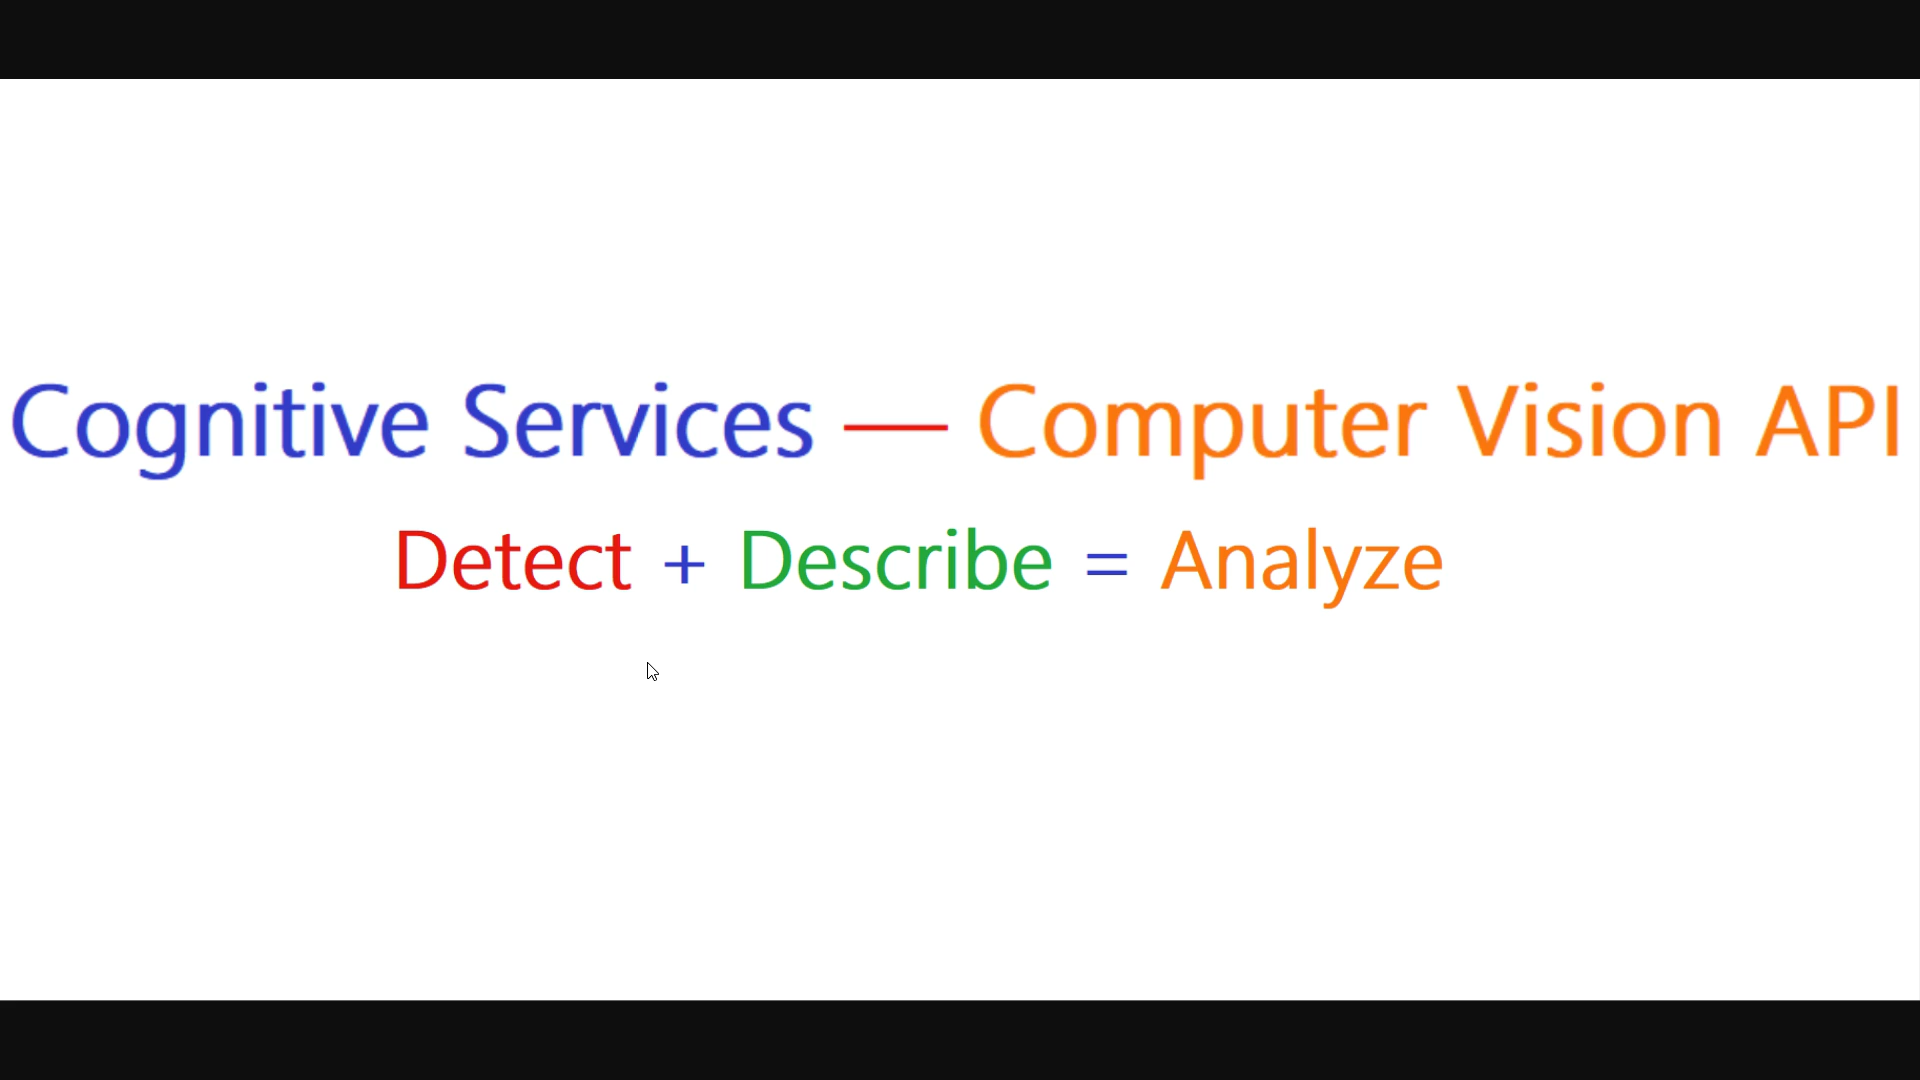 Cognitive Services — Computer Vision API
Detect + Describe = Analyze